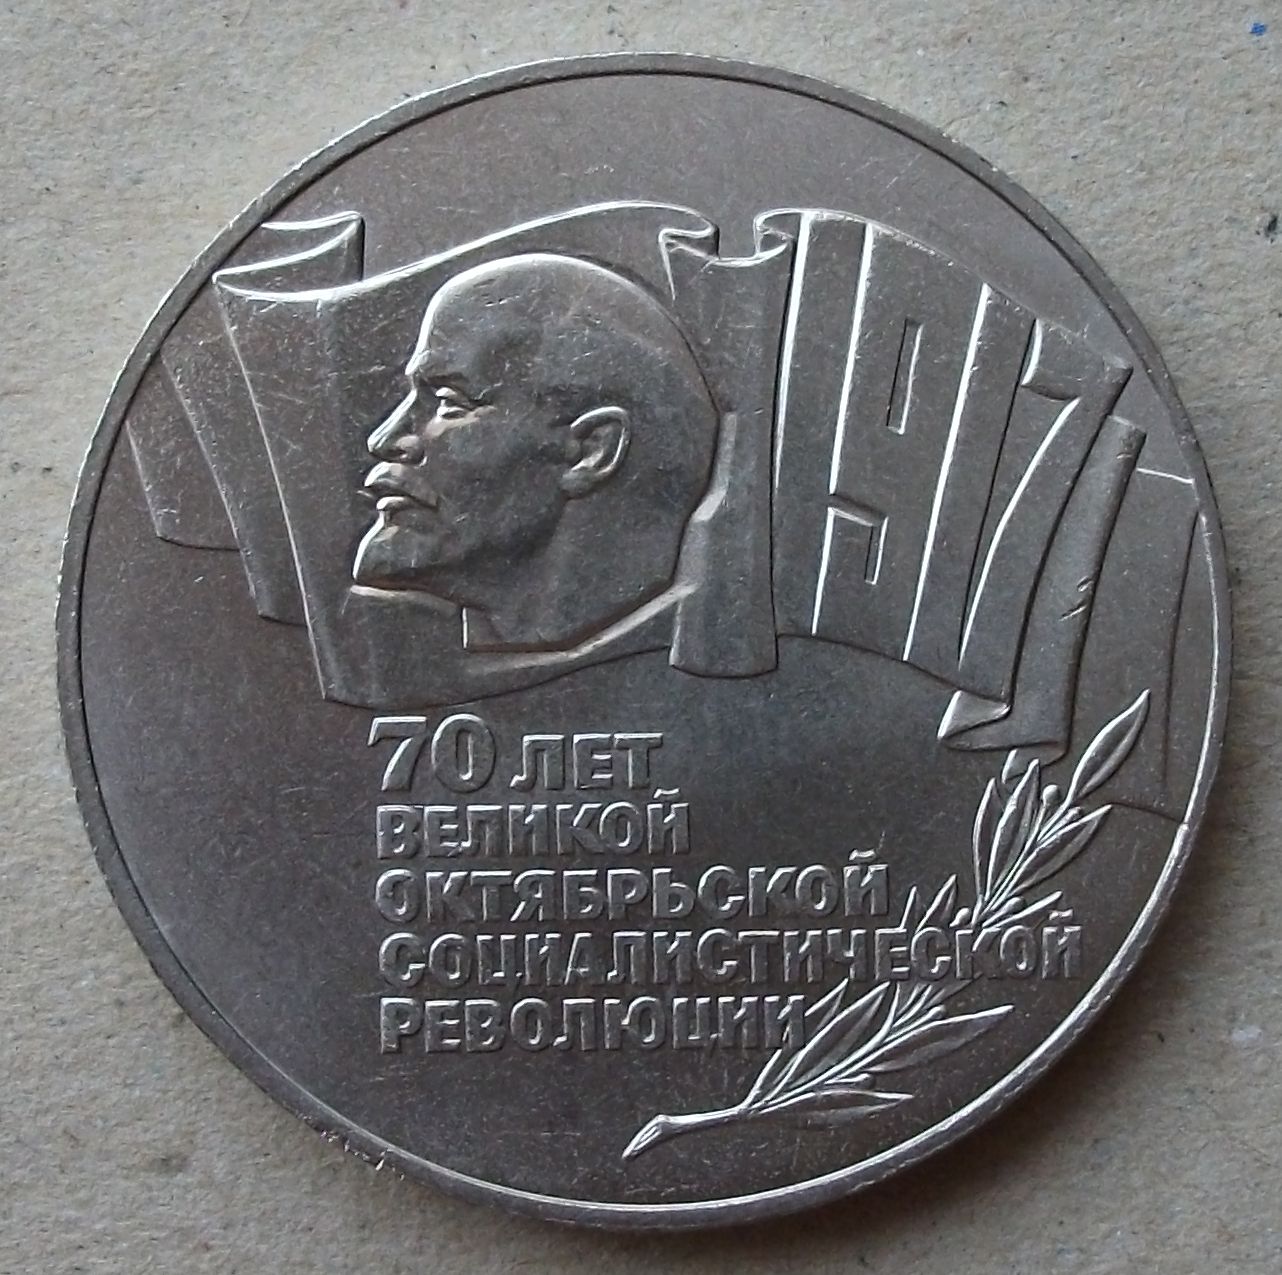 1917
70 ЛЕТ
ВЕЛИКОЙ
ОКТЯБРЬСКОЙ
СОЦИАЛИСТИЧЕСКОЙ
РЕВОЛЮЦИИ